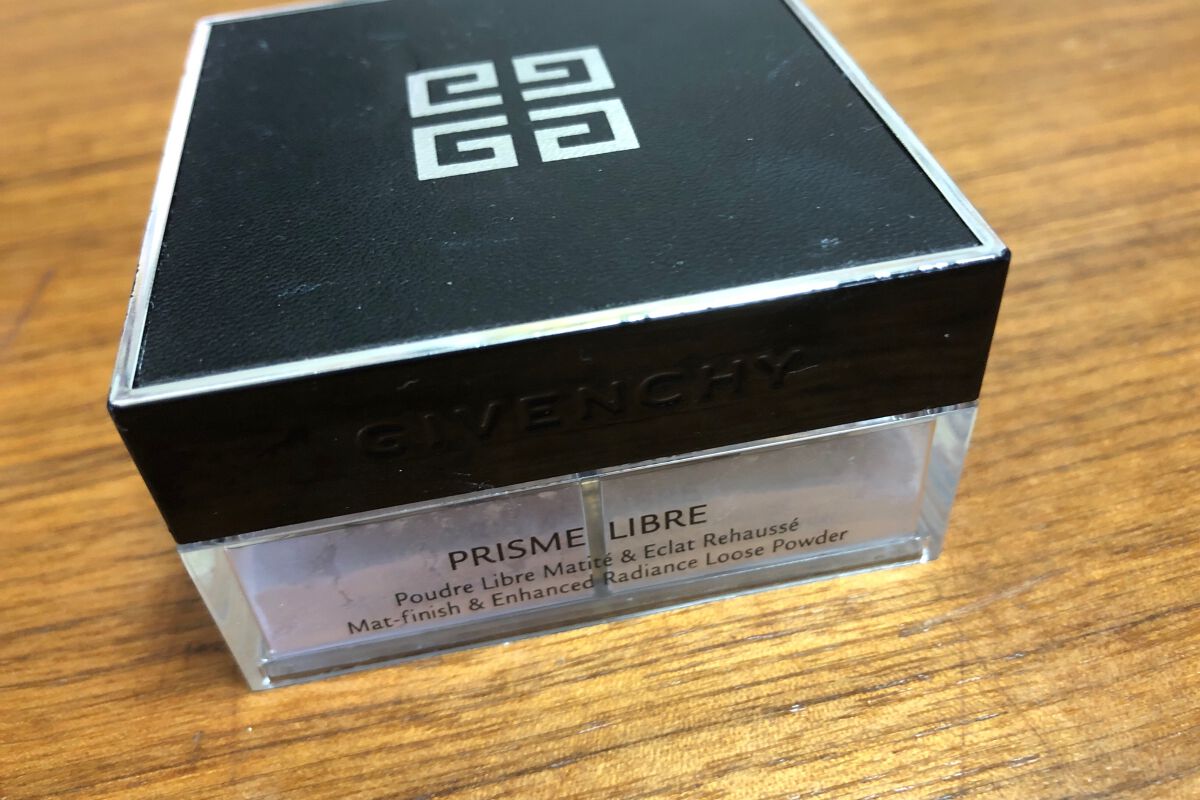 GIVENCHY
PRISME LIBRE
Poudre Libre Matité & Eclat Rehaussé
Mat-finish & Enhanced Radiance Loose Powder